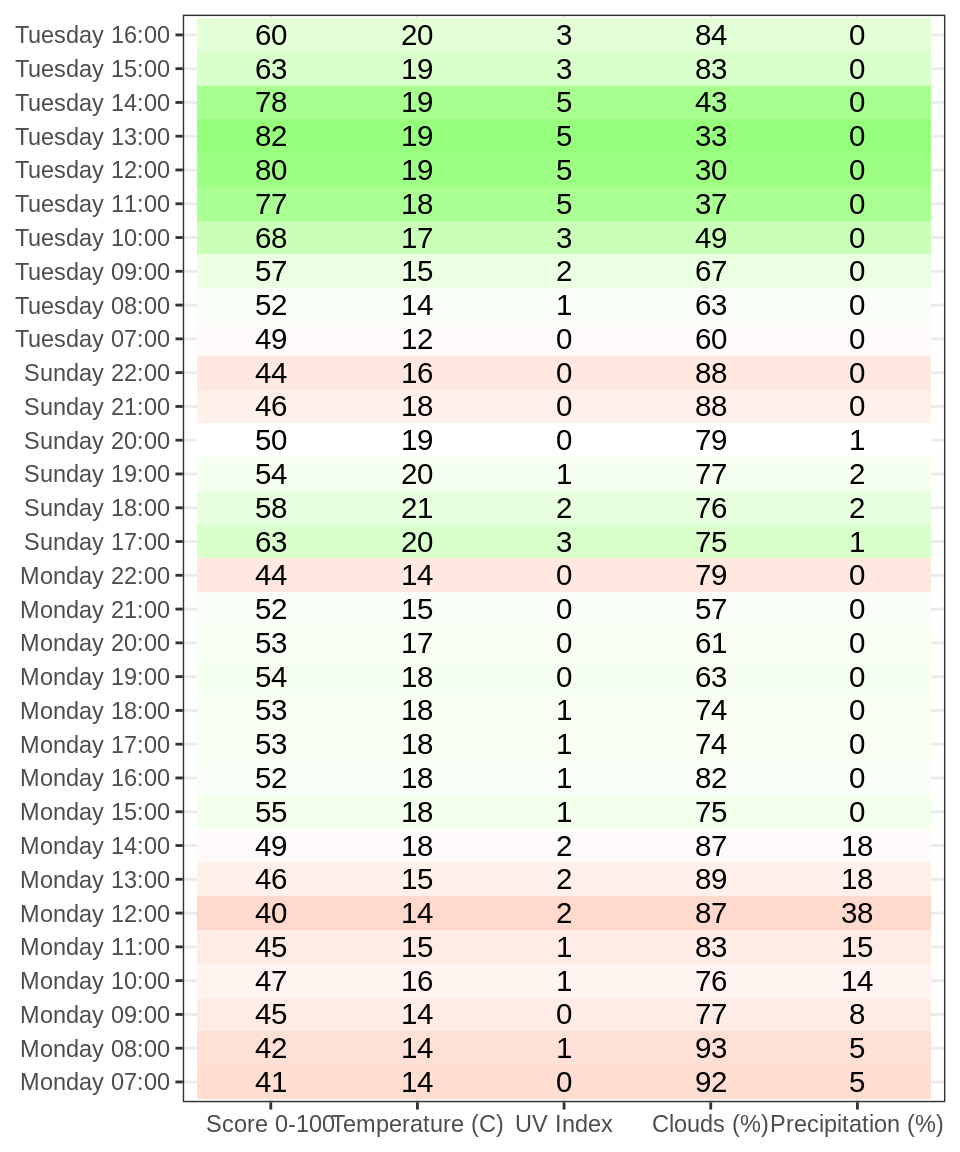 Tuesday 16:00 60 20 3 84 0
Tuesday 15:00 63 19 3 83 0
Tuesday 14:00 78 19 5 43 0
Tuesday 13:00 82 19 5 33 0
Tuesday 12:00 80 19 5 30 0
Tuesday 11:00 77 18 5 37 0
Tuesday 10:00 68 17 3 49 0
Tuesday 09:00 57 15 2 67 0
Tuesday 08:00 52 14 1 63 0
Tuesday 07:00 49 12 0 60 0
Sunday 22:00 44 16 0 88 0
Sunday 21:00 46 18 0 88 0
Sunday 20:00 50 19 0 79 1
Sunday 19:00 54 20 1 77 2
Sunday 18:00 58 21 2 76 2
Sunday 17:00 63 20 3 75 1
Monday 22:00 44 14 0 79 0
Monday 21:00 52 15 0 57 0
Monday 20:00 53 17 0 61 0
Monday 19:00 54 18 0 63 0
Monday 18:00 53 18 1 74 0
Monday 17:00 53 18 1 74 0
Monday 16:00 52 18 1 82 0
Monday 15:00 55 18 1 75 0
Monday 14:00 49 18 2 87 18
Monday 13:00 46 15 2 89 18
Monday 12:00 40 14 2 87 38
Monday 11:00 45 15 1 83 15
Monday 10:00 47 16 1 76 14
Monday 09:00 45 14 0 77 8
Monday 08:00 42 14 1 93 5
Monday 07:00 41 14 0 92 5
Score 0-100 Temperature (C) UV Index Clouds (%) Precipitation (%)